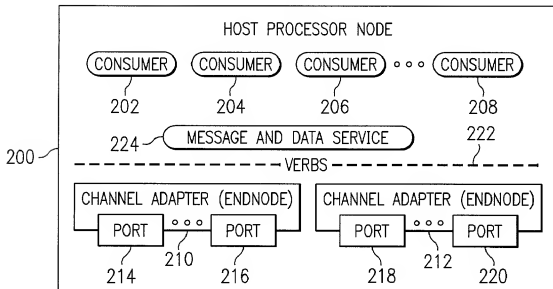 HOST PROCESSOR NODE
CONSUMER CONSUMER CONSUMER CONSUMER
202 204 206 208
224 MESSAGE AND DATA SERVICE 222
200
VERBS
CHANNEL ADAPTER (ENDNODE) CHANNEL ADAPTER (ENDNODE)
PORT PORT PORT PORT
214 210 216 218 212 220